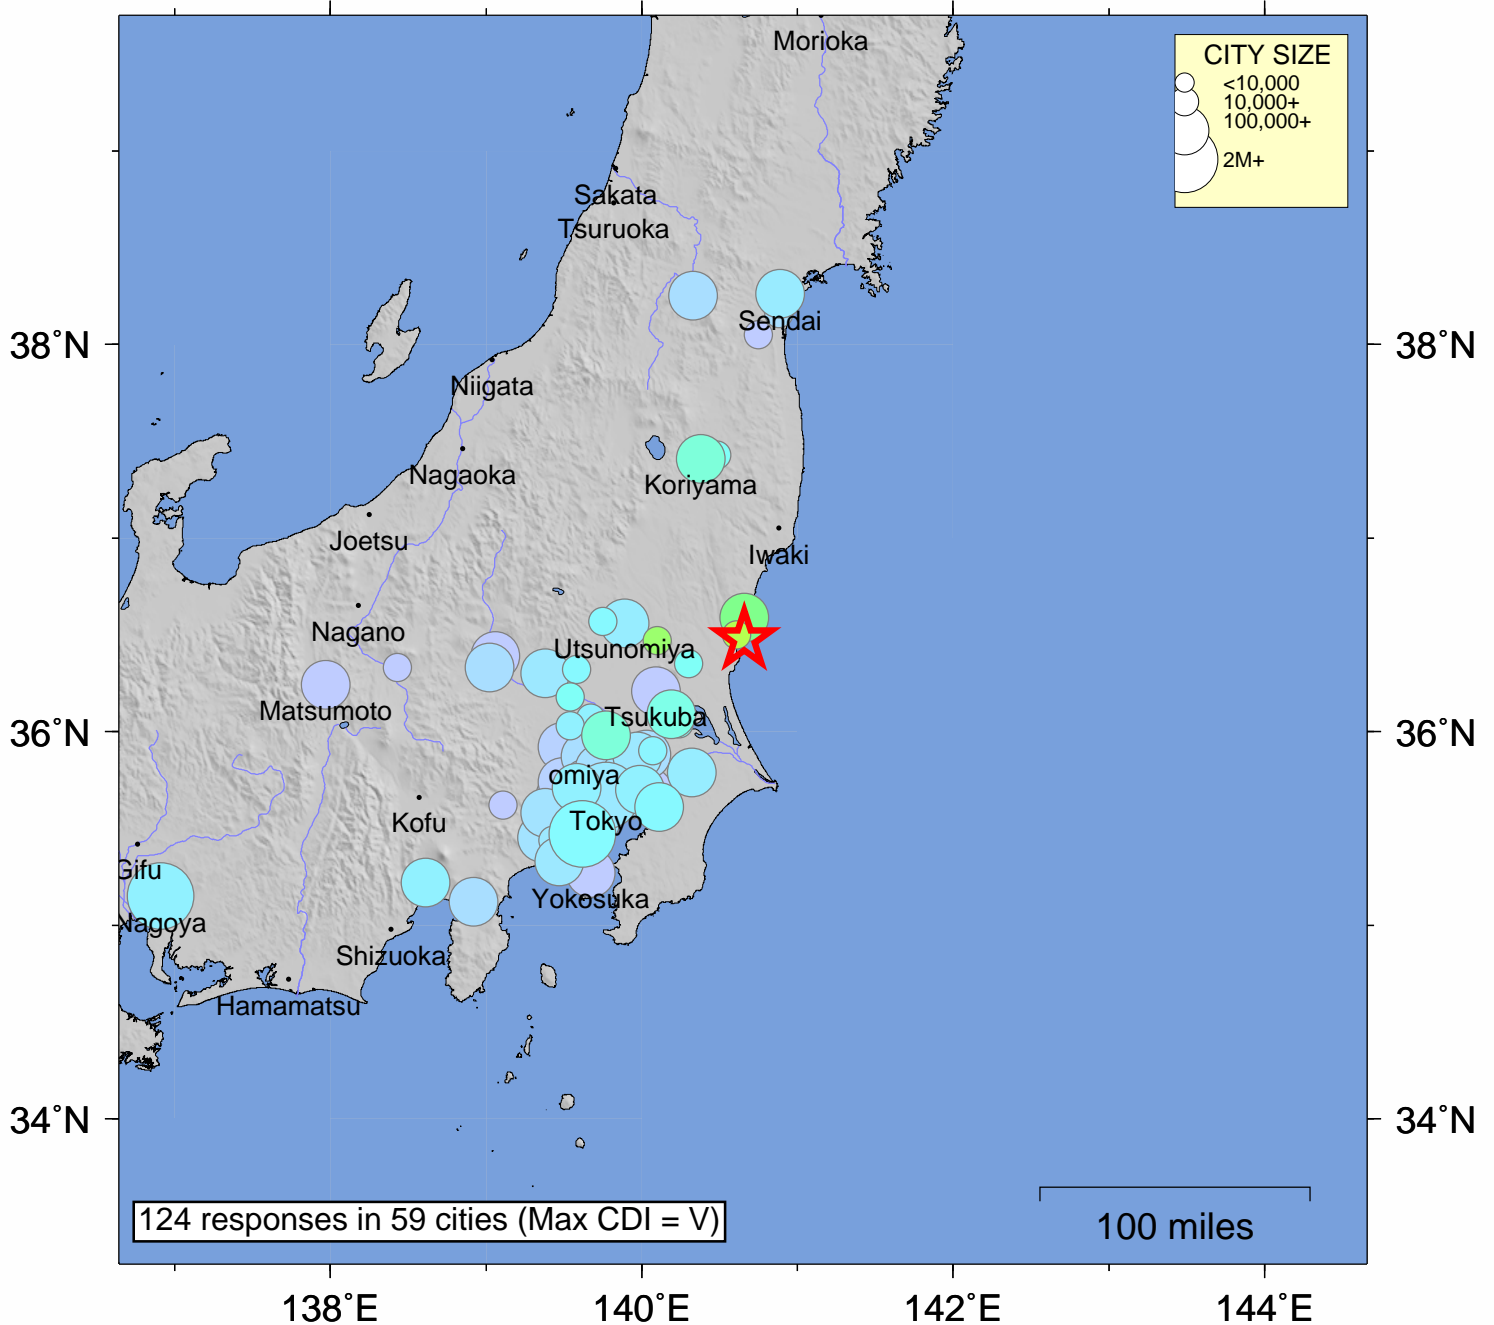 Morioka
CITY SIZE
<10,000
10,000+
100,000+
2M+
Sakata
Tsuruoka
Sendai
38˚N
38˚N
Niigata
Nagaoka
Koriyama
Joetsu
Iwaki
Nagano
Utsunomiya
Matsumoto
Tsukuba
36˚N
36˚N
omiya
Kofu
Tokyo
Gifu
Yokosuka
Nagoya
Shizuoka
Hamamatsu
34˚N
34˚N
124 responses in 59 cities (Max CDI = V)
100 miles
138˚E
140˚E
142˚E
144˚E